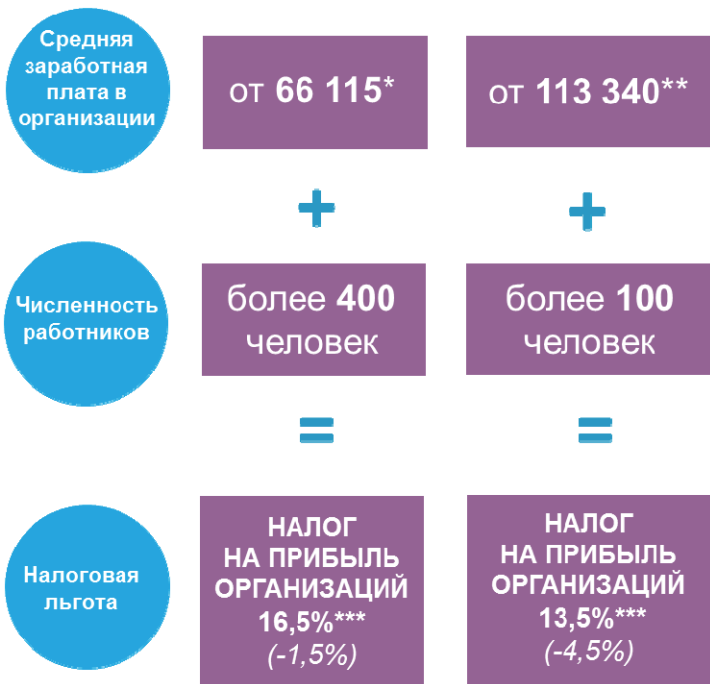 Средняя
заработная
плата в
организации
от 66 115*
от 113 340**
+
+
Численность
работников
более 400
человек
более 100
человек
=
=
Налоговая
льгота
НАЛОГ
НА ПРИБЫЛЬ
ОРГАНИЗАЦИЙ
16,5%***
(-1,5%)
НАЛОГ
НА ПРИБЫЛЬ
ОРГАНИЗАЦИЙ
13,5%***
(-4,5%)